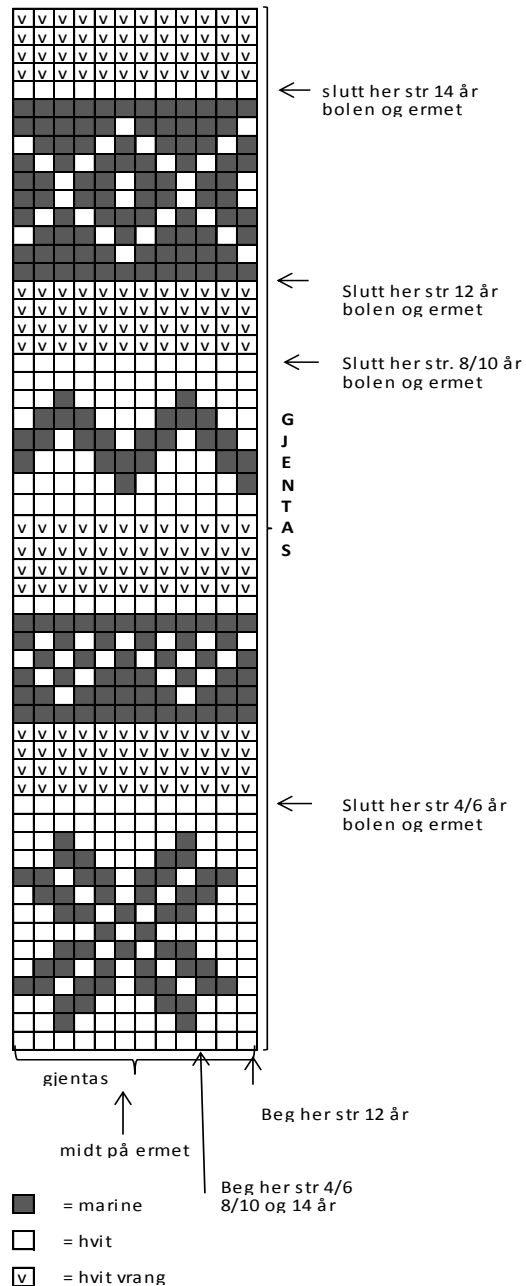 slutt her str 14 år
bolen og ermet
Slutt her str 12 år
bolen og ermet
Slutt her str. 8/10 år
bolen og ermet
G
J
E
N
T
A
S
Slutt her str 4/6 år
bolen og ermet
gjentas
Beg her str 12 år
midt på ermet
Beg her str 4/6
8/10 og 14 år
= marine
= hvit
v = hvit vrang